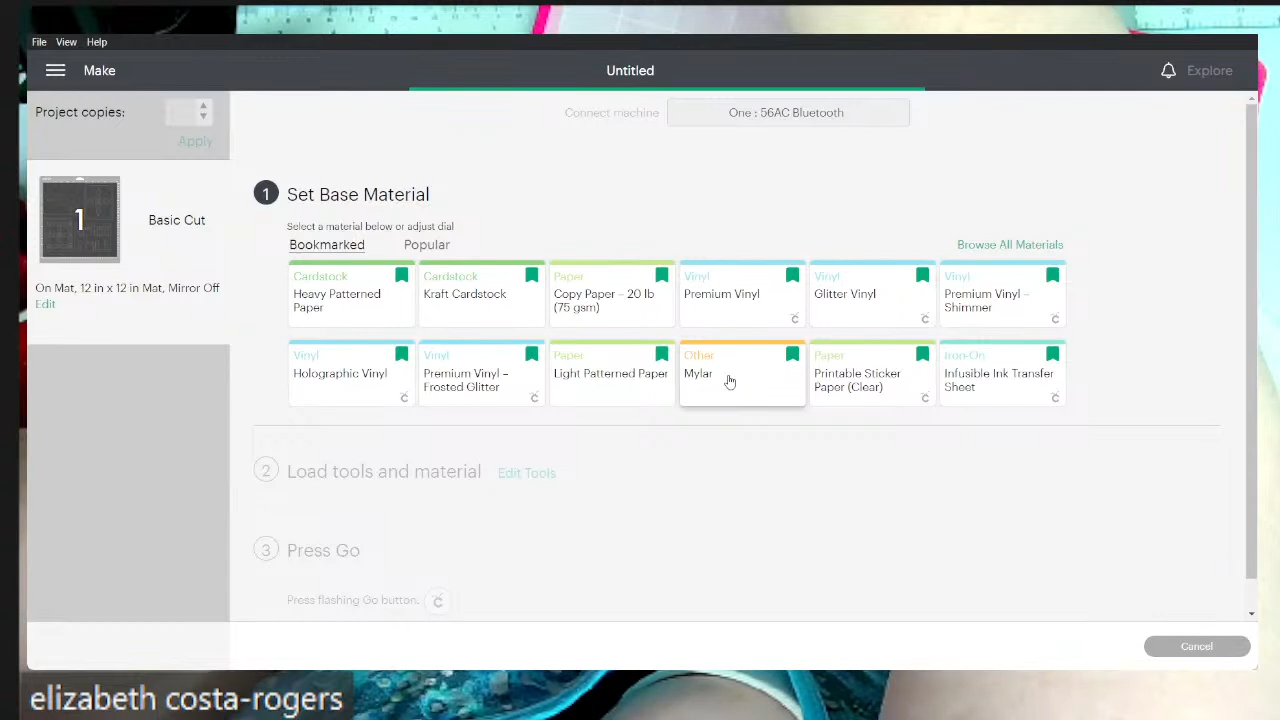 File View Help
Make
Untitled
Explore
Project copies:
Apply
1
Basic Cut
On Mat, 12 in x 12 in Mat, Mirror Off
Edit
Connect machine
One : 56AC Bluetooth
1 Set Base Material
Select a material below or adjust dial
Bookmarked
Popular
Browse All Materials
Cardstock
Heavy Patterned
Paper
Cardstock
Kraft Cardstock
Paper
Copy Paper – 20 lb
(75 gsm)
Vinyl
Premium Vinyl
Vinyl
Glitter Vinyl
Vinyl
Premium Vinyl –
Shimmer
Vinyl
Holographic Vinyl
Vinyl
Premium Vinyl –
Frosted Glitter
Paper
Light Patterned Paper
Other
Mylar
Paper
Printable Sticker
Paper (Clear)
Iron-On
Infusible Ink Transfer
Sheet
2 Load tools and material
Edit Tools
3 Press Go
Press flashing Go button.
Cancel
elizabeth costa-rogers